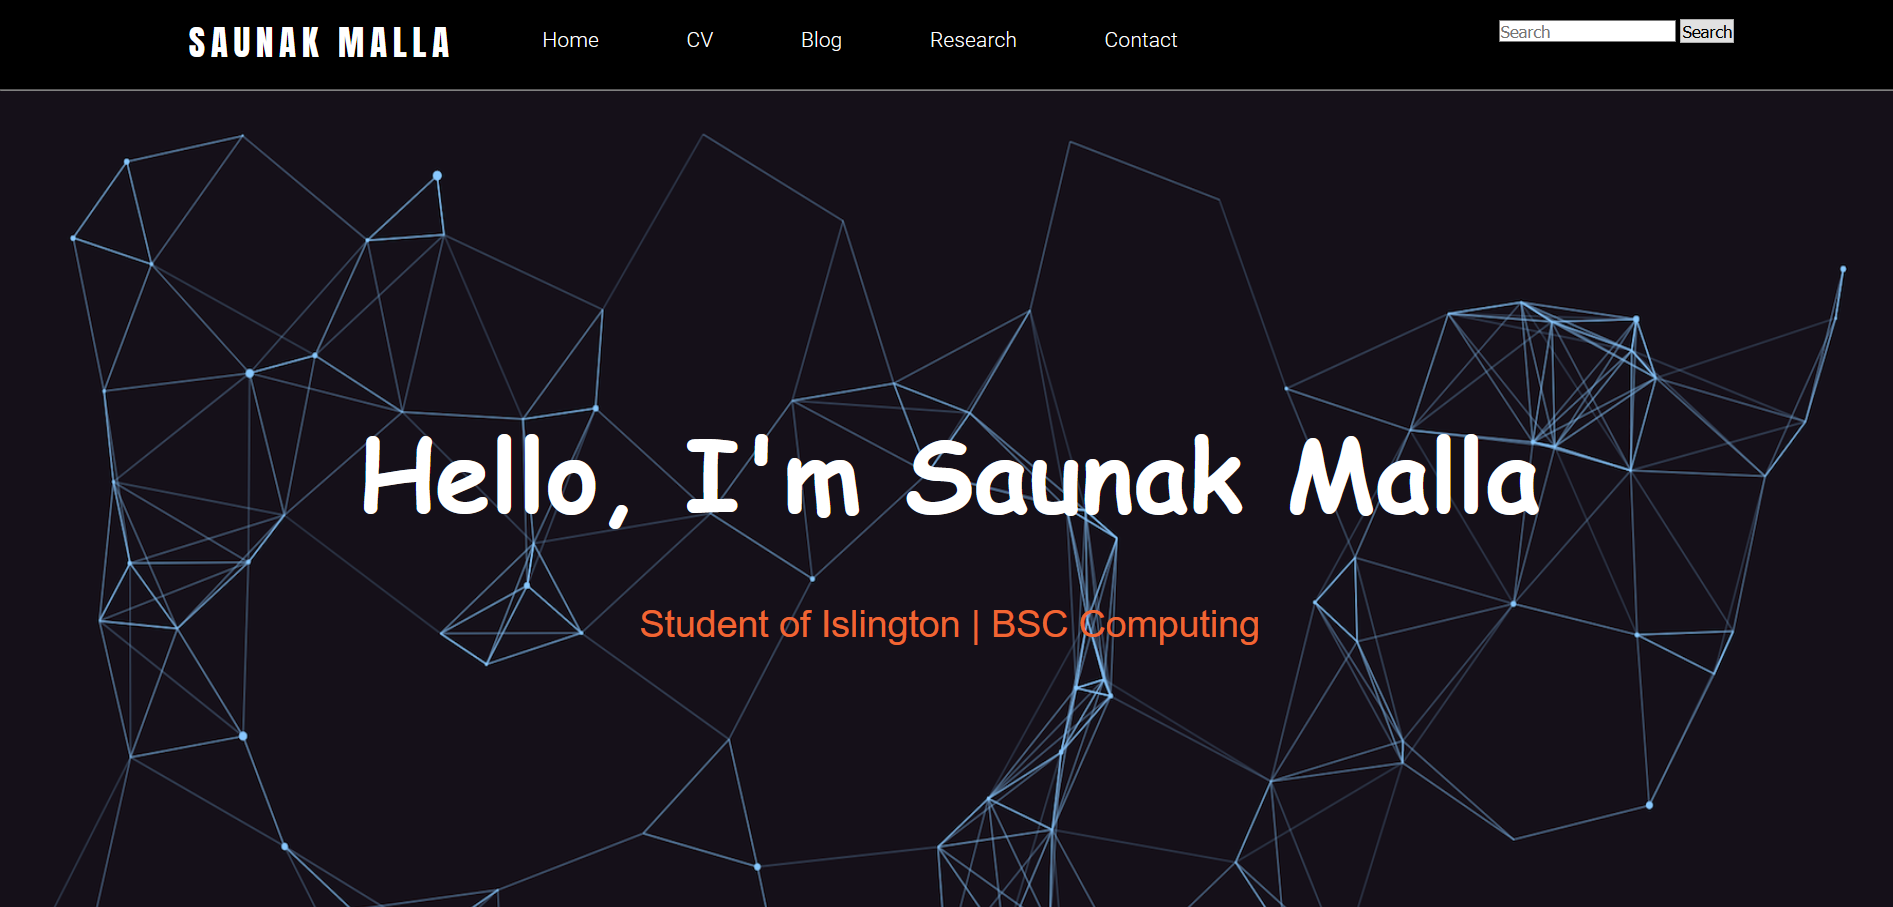 SAUNAK MALLA Home CV Blog Research Contact Search Search
Hello, I'm Saunak Malla
Student of Islington | BSC Computing